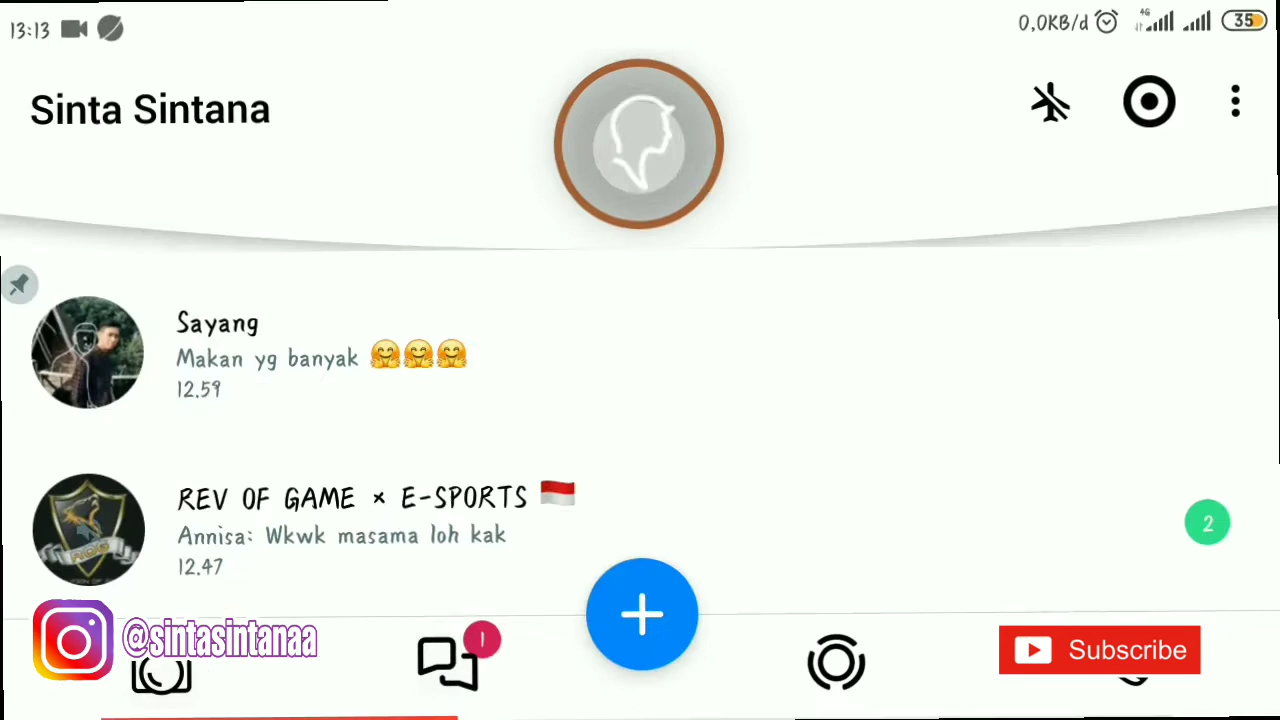 13:13
0,0KB/d
4G
35
Sinta Sintana
Sayang
Makan yg banyak 🤗🤗🤗
12.59
REV OF GAME × E-SPORTS 🇮🇩
Annisa: Wkwk masama loh kak
12.47
2
1
@sintasintanaa
Subscribe